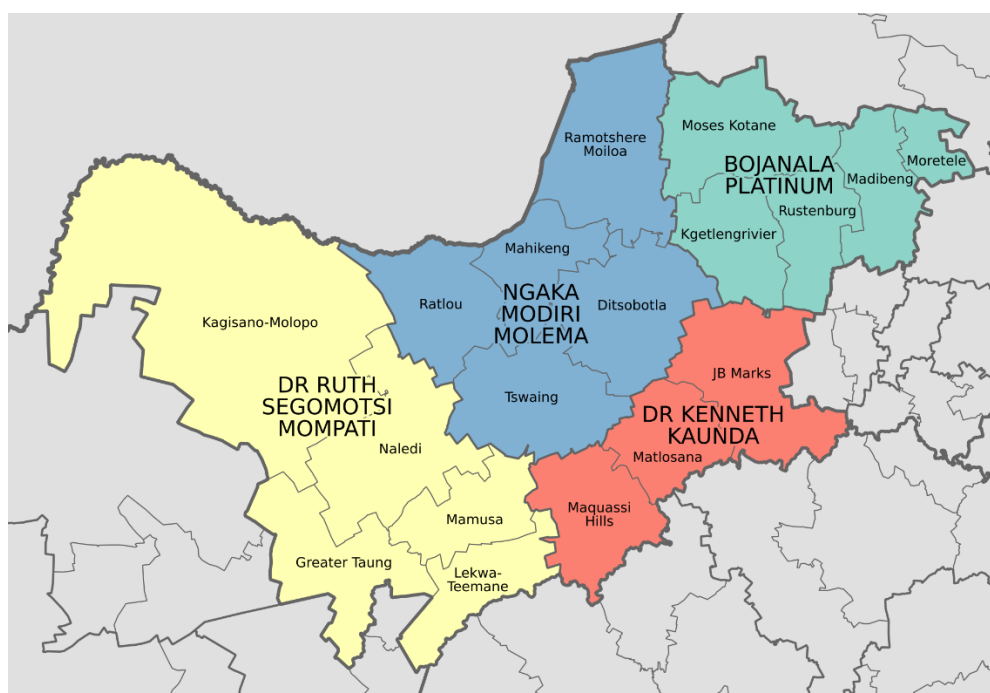 Ramotshere
Moiloa
Moses Kotane
Moretele
BOJANALA
PLATINUM
Madibeng
Rustenburg
Kgetlengrivier
Mahikeng
Ratlou
NGAKA
MODIRI
MOLEMA
Ditsobotla
Kagisano-Molopo
JB Marks
DR RUTH
SEGOMOTSI
MOMPATI
Tswaing
DR KENNETH
KAUNDA
Naledi
Matlosana
Maquassi
Hills
Mamusa
Greater Taung
Lekwa-
Teemane